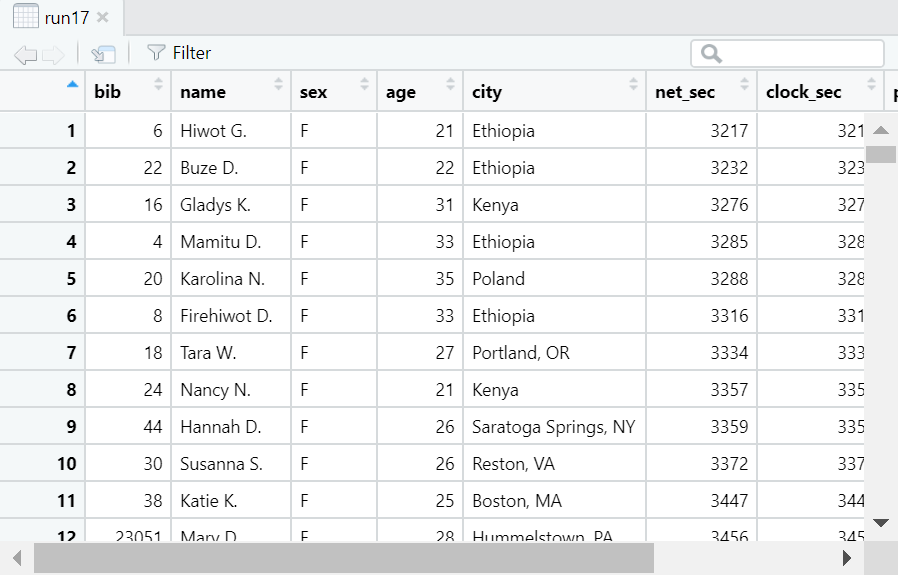 run17
Filter
bib name sex age city net_sec clock_sec p
1 6 Hiwot G. F 21 Ethiopia 3217 321
2 22 Buze D. F 22 Ethiopia 3232 323
3 16 Gladys K. F 31 Kenya 3276 327
4 4 Mamitu D. F 33 Ethiopia 3285 328
5 20 Karolina N. F 35 Poland 3288 328
6 8 Firehiwot D. F 33 Ethiopia 3316 331
7 18 Tara W. F 27 Portland, OR 3334 333
8 24 Nancy N. F 21 Kenya 3357 335
9 44 Hannah D. F 26 Saratoga Springs, NY 3359 335
10 30 Susanna S. F 26 Reston, VA 3372 337
11 38 Katie K. F 25 Boston, MA 3447 344
12 23051 Mary D. F 28 Hummelstown, PA 3456 345